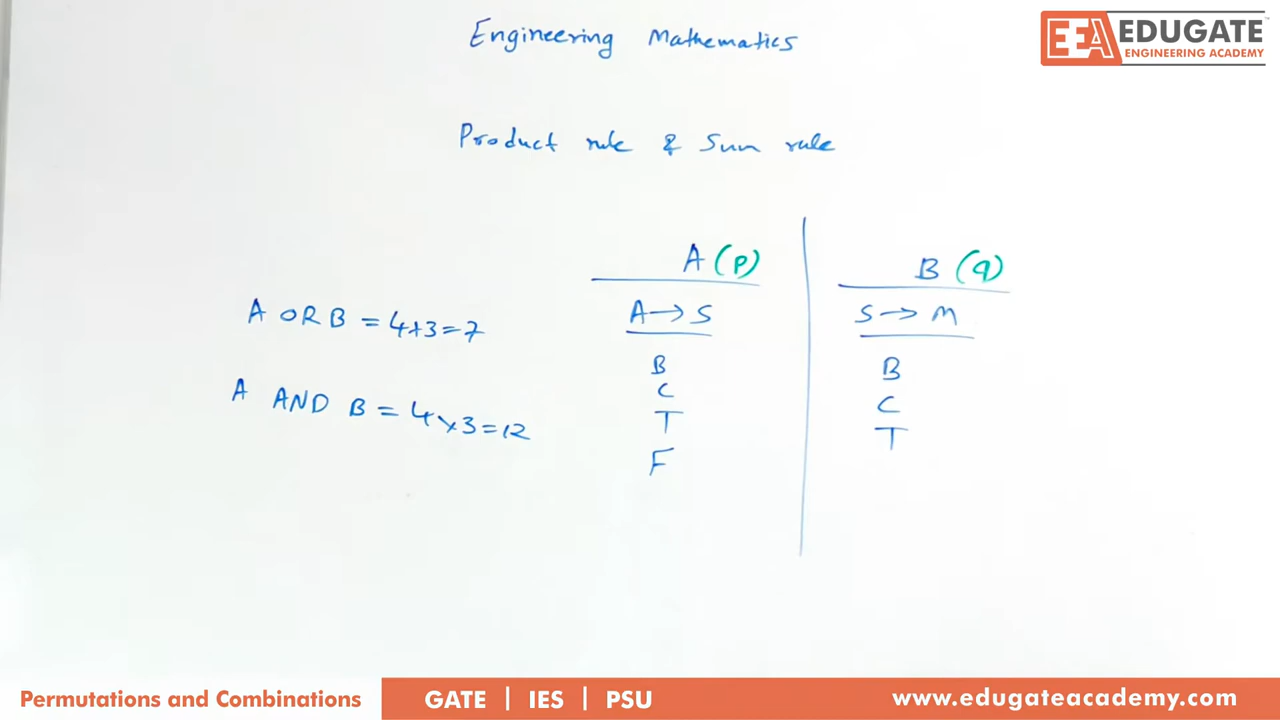 Engineering Mathematics
EEA EDUGATE
ENGINEERING ACADEMY
Product rule & Sum rule
A (p)
B (q)
A → S
S → M
A OR B = 4+3=7
A AND B = 4×3=12
B
C
T
F
B
C
T
Permutations and Combinations
GATE | IES | PSU
www.edugateacademy.com